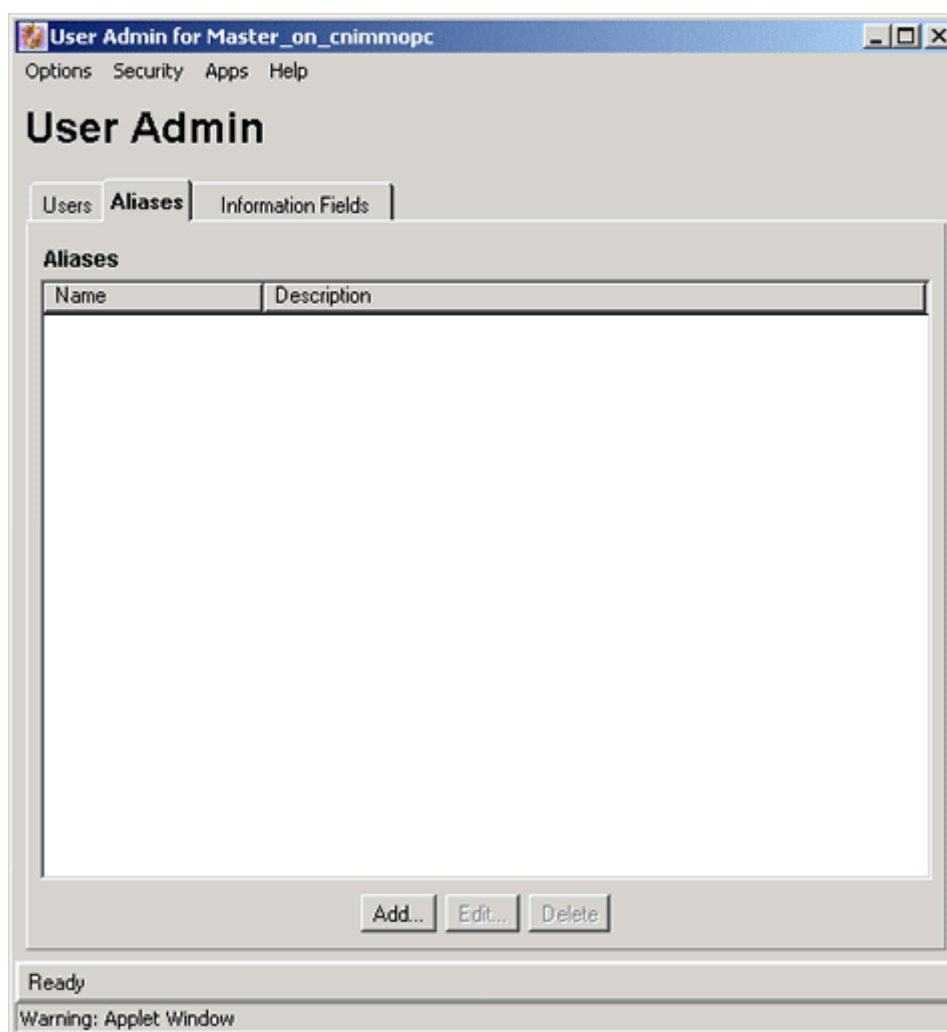 User Admin for Master_on_cnimmopc
Options Security Apps Help
User Admin
Users Aliases Information Fields
Aliases
Name Description
Add... Edit... Delete
Ready
Warning: Applet Window